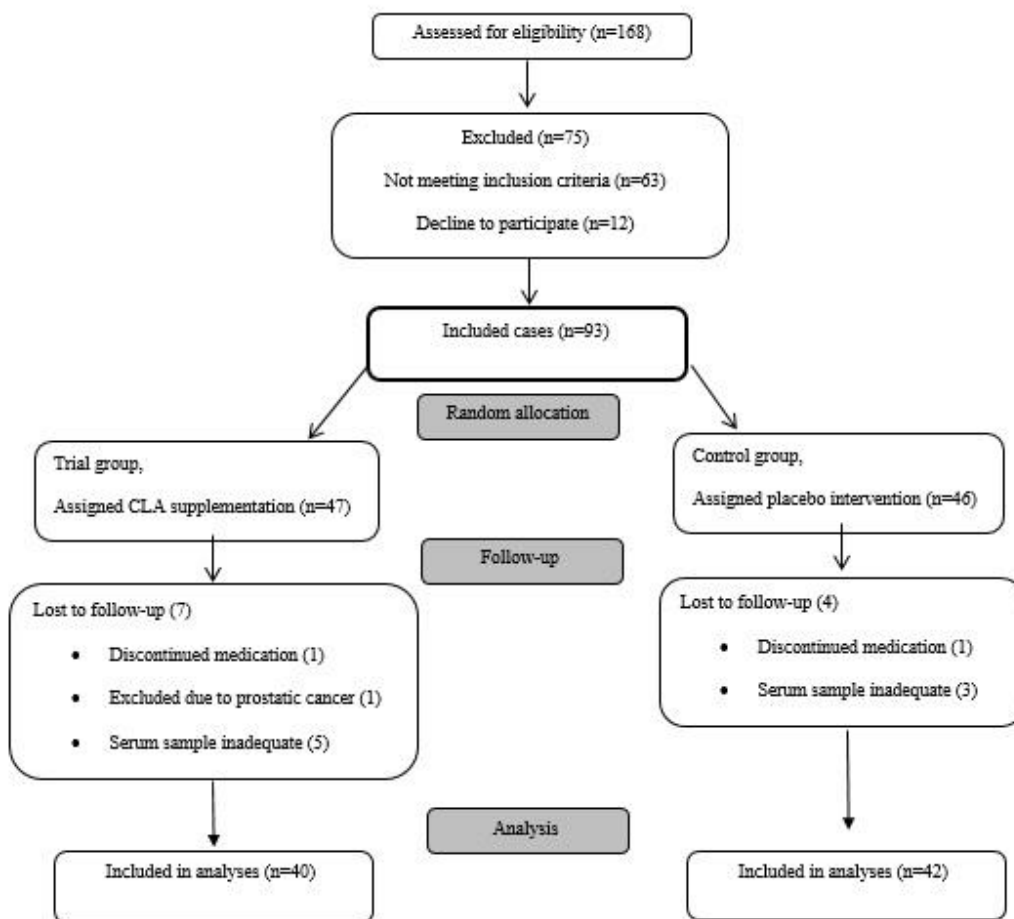 Assessed for eligibility (n=168)
Excluded (n=75)
Not meeting inclusion criteria (n=63)
Decline to participate (n=12)
Included cases (n=93)
Random allocation
Trial group,
Assigned CLA supplementation (n=47)
Control group,
Assigned placebo intervention (n=46)
Follow-up
Lost to follow-up (7)
• Discontinued medication (1)
• Excluded due to prostatic cancer (1)
• Serum sample inadequate (5)
Lost to follow-up (4)
• Discontinued medication (1)
• Serum sample inadequate (3)
Analysis
Included in analyses (n=40)
Included in analyses (n=42)